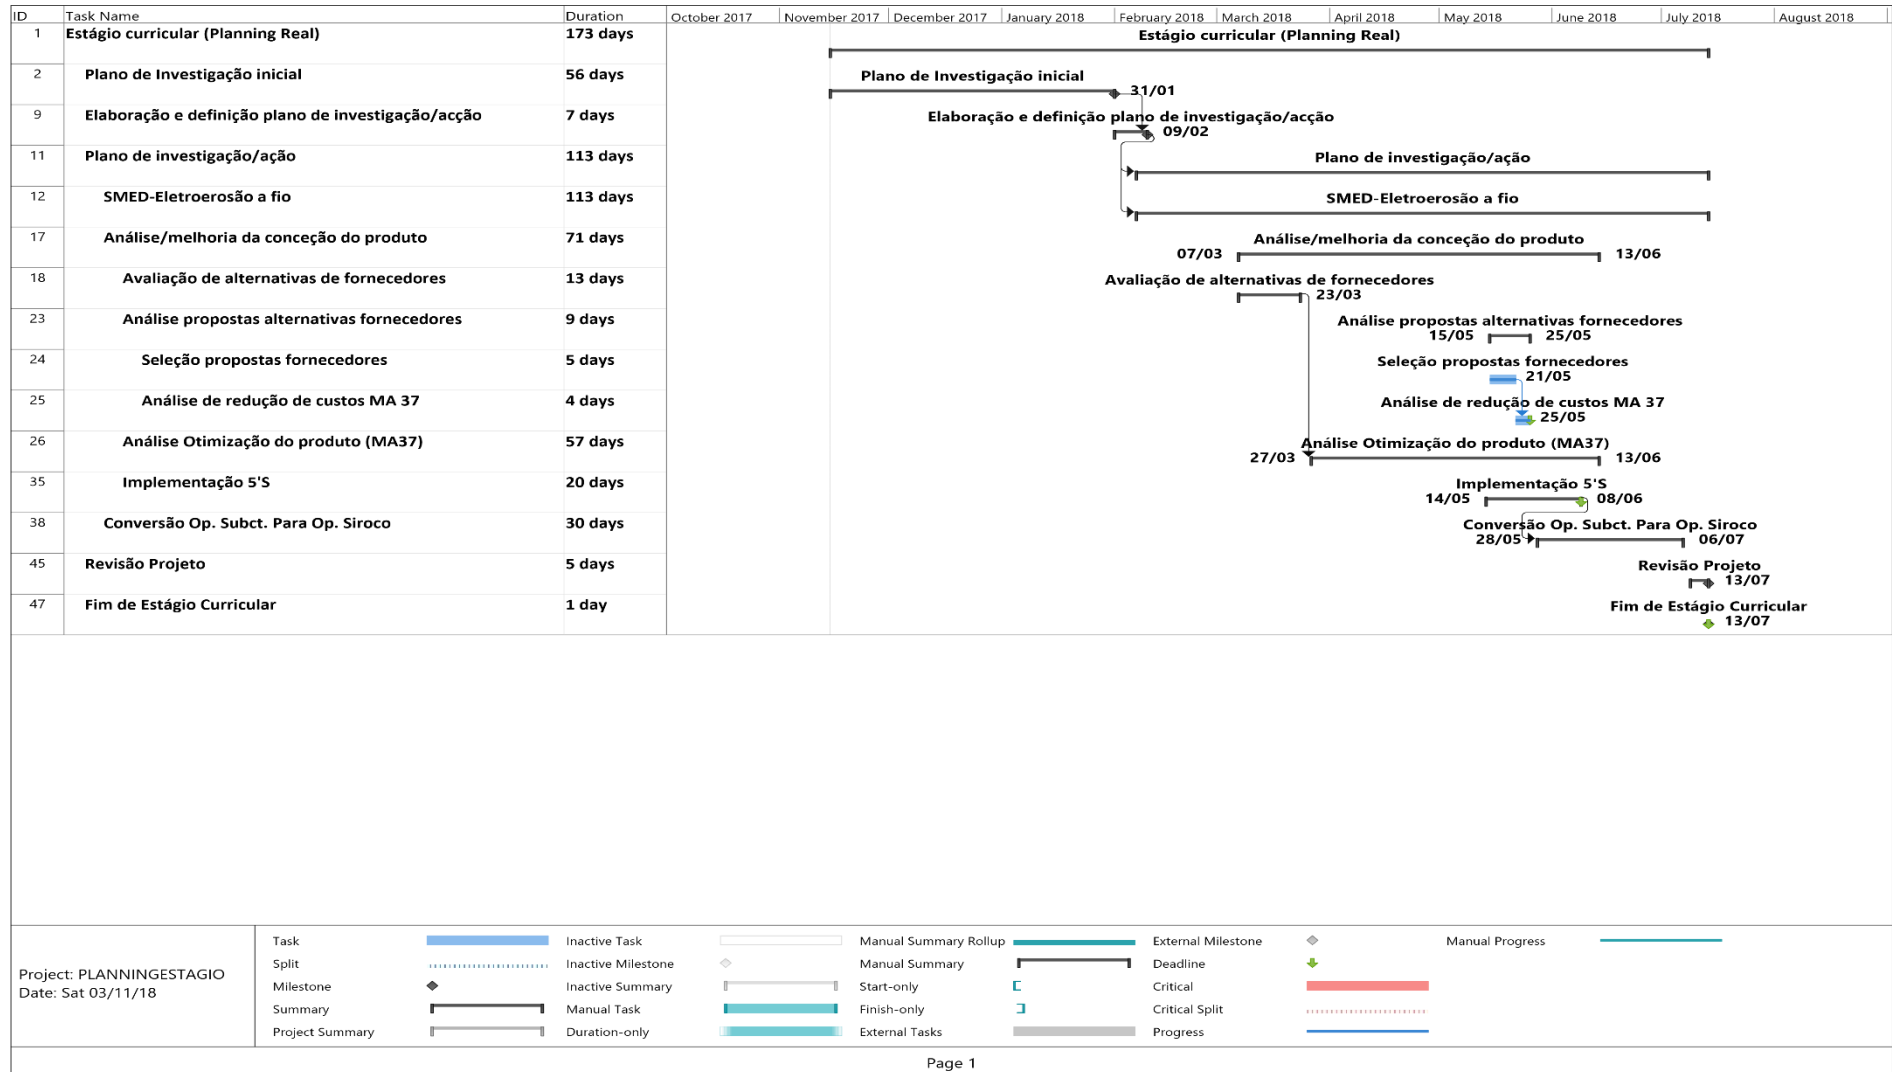 ID Task Name Duration October 2017 November 2017 December 2017 January 2018 February 2018 March 2018 April 2018 May 2018 June 2018 July 2018 August 2018
1 Estágio curricular (Planning Real) 173 days Estágio curricular (Planning Real)
2 Plano de Investigação inicial 56 days Plano de Investigação inicial
31/01
9 Elaboração e definição plano de investigação/acção 7 days Elaboração e definição plano de investigação/acção
09/02
11 Plano de investigação/ação 113 days Plano de investigação/ação
12 SMED-Eletroerosão a fio 113 days SMED-Eletroerosão a fio
17 Análise/melhoria da conceção do produto 71 days Análise/melhoria da conceção do produto
07/03 13/06
18 Avaliação de alternativas de fornecedores 13 days Avaliação de alternativas de fornecedores
23/03
23 Análise propostas alternativas fornecedores 9 days Análise propostas alternativas fornecedores
15/05 25/05
24 Seleção propostas fornecedores 5 days Seleção propostas fornecedores
21/05
25 Análise de redução de custos MA 37 4 days Análise de redução de custos MA 37
25/05
26 Análise Otimização do produto (MA37) 57 days Análise Otimização do produto (MA37)
27/03 13/06
35 Implementação 5'S 20 days Implementação 5'S
14/05 08/06
38 Conversão Op. Subct. Para Op. Siroco 30 days Conversão Op. Subct. Para Op. Siroco
28/05 06/07
45 Revisão Projeto 5 days Revisão Projeto
13/07
47 Fim de Estágio Curricular 1 day Fim de Estágio Curricular
13/07
Project: PLANNINGESTAGIO
Date: Sat 03/11/18
Task Inactive Task Manual Summary Rollup External Milestone Manual Progress
Split Inactive Milestone Manual Summary Deadline
Milestone Inactive Summary Start-only Critical
Summary Manual Task Finish-only Critical Split
Project Summary Duration-only External Tasks Progress
Page 1